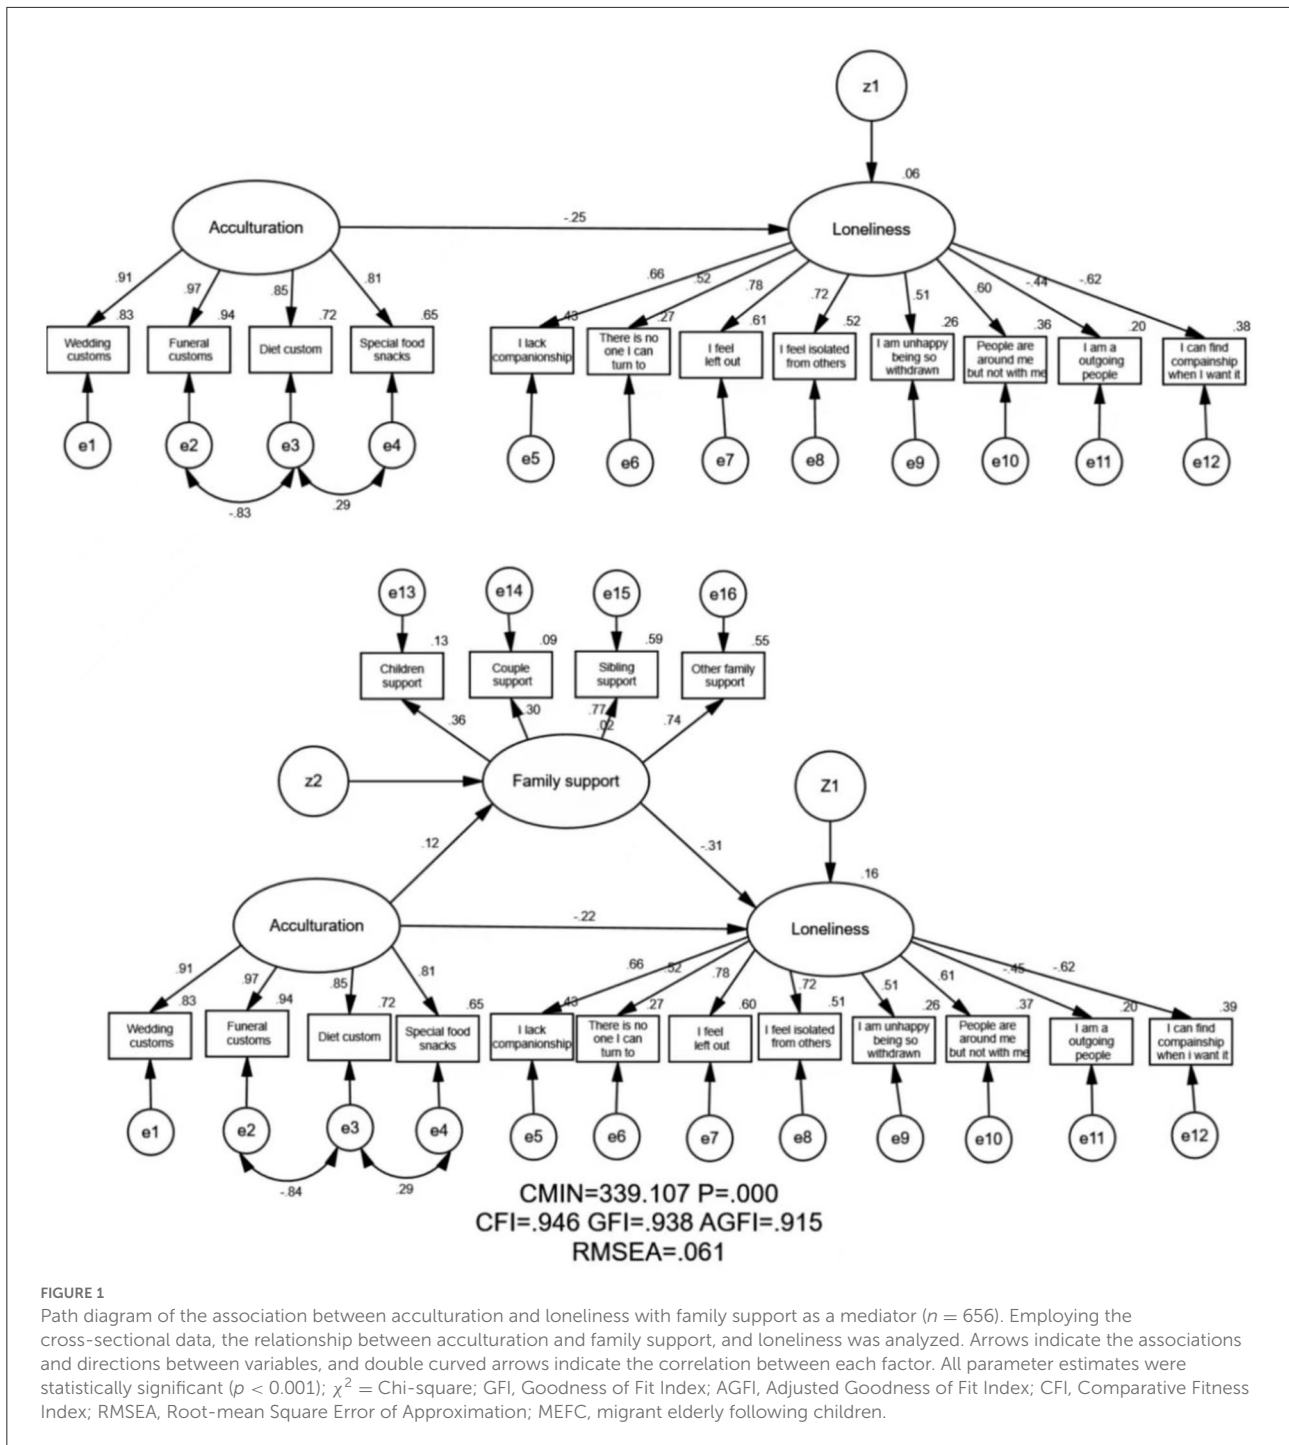 z1
.06
Acculturation
-.25
Loneliness
.91
.97
.85
.81
.66
.52
.78
.72
.51
.60
-.44
-.62
.83
.94
.72
.65
.43
.27
.61
.52
.26
.36
.20
.38
Wedding
customs
Funeral
customs
Diet custom
Special food
snacks
I lack
companionship
There is no
one I can
turn to
I feel
left out
I feel isolated
from others
I am unhappy
being so
withdrawn
People are
around me
but not with me
I am a
outgoing
people
I can find
compainship
when I want it
e1
e2
e3
e4
e5
e6
e7
e8
e9
e10
e11
e12
-.83
.29
e13
e14
e15
e16
.13
.09
.59
.55
Children
support
Couple
support
Sibling
support
Other family
support
.36
.30
.77
.02
.74
z2
Family support
Z1
.12
-.31
.16
Acculturation
-.22
Loneliness
.91
.97
.85
.81
.66
.52
.78
.72
.51
.61
-.45
-.62
.83
.94
.72
.65
.43
.27
.60
.51
.26
.37
.20
.39
Wedding
customs
Funeral
customs
Diet custom
Special food
snacks
I lack
companionship
There is no
one I can
turn to
I feel
left out
I feel isolated
from others
I am unhappy
being so
withdrawn
People are
around me
but not with me
I am a
outgoing
people
I can find
compainship
when i want it
e1
e2
e3
e4
e5
e6
e7
e8
e9
e10
e11
e12
-.84
.29
CMIN=339.107 P=.000
CFI=.946 GFI=.938 AGFI=.915
RMSEA=.061
FIGURE 1
Path diagram of the association between acculturation and loneliness with family support as a mediator (n = 656). Employing the
cross-sectional data, the relationship between acculturation and family support, and loneliness was analyzed. Arrows indicate the associations
and directions between variables, and double curved arrows indicate the correlation between each factor. All parameter estimates were
statistically significant (p < 0.001); χ² = Chi-square; GFI, Goodness of Fit Index; AGFI, Adjusted Goodness of Fit Index; CFI, Comparative Fitness
Index; RMSEA, Root-mean Square Error of Approximation; MEFC, migrant elderly following children.